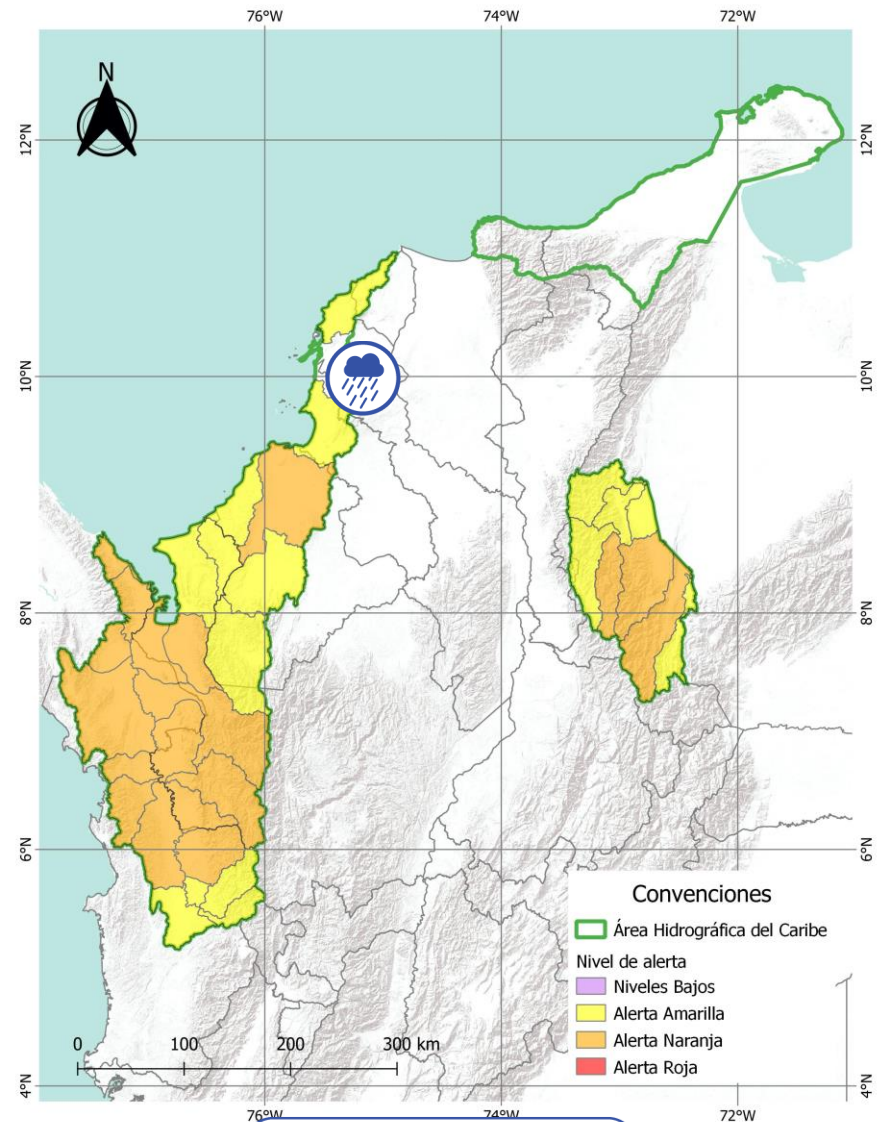 76°W 74°W 72°W
N
12°N 12°N
10°N 10°N
8°N 8°N
6°N 6°N
Convenciones
Área Hidrográfica del Caribe
Nivel de alerta
Niveles Bajos
Alerta Amarilla
Alerta Naranja
Alerta Roja
0 100 200 300 km
4°N 4°N
76°W 74°W 72°W